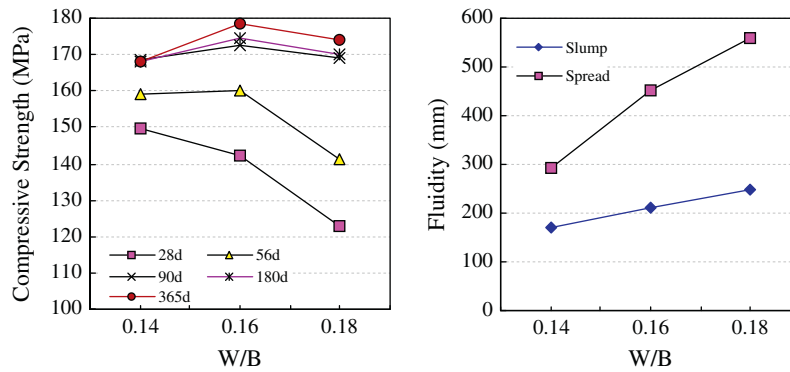 Compressive Strength (MPa)
180
170
160
150
140
130
120
110
100
28d
56d
90d
180d
365d
0.14
0.16
0.18
W/B
Fluidity (mm)
600
500
400
300
200
100
0
Slump
Spread
0.14
0.16
0.18
W/B